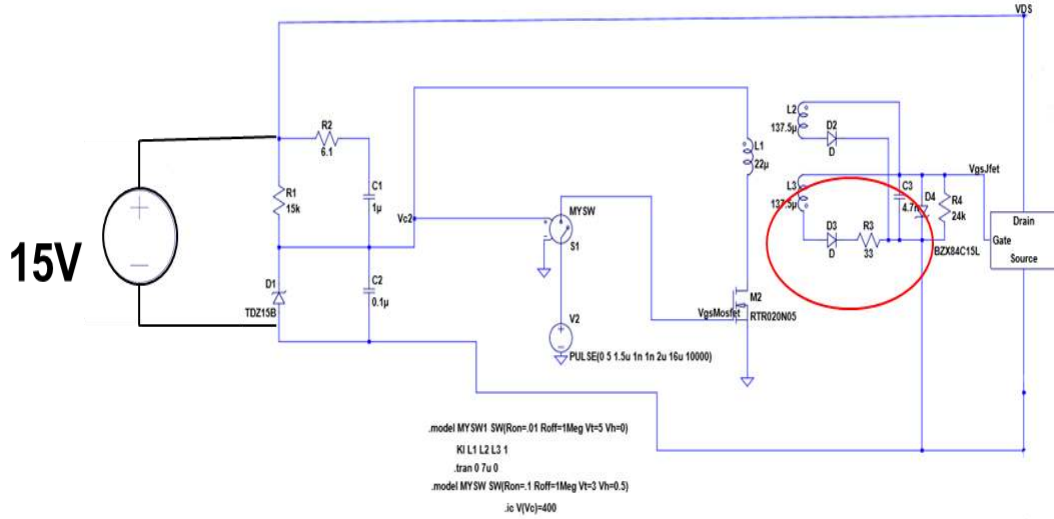 VDS
R2
6.1
R1
15k
C1
1µ
Vc2
C2
0.1µ
D1
TDZ15B
15V
MYSW
S1
V2
PULSE(0 5 1.5u 1n 1n 2u 16u 10000)
L1
22µ
VgsMosfet
M2
RTR020N05
L2
137.5µ
D2
D
L3
137.5µ
D3
D
R3
33
C3
4.7n
D4
BZX84C15L
VgsJfet
R4
24k
Drain
Gate
Source
.model MYSW1 SW(Ron=.01 Roff=1Meg Vt=5 Vh=0)
KI L1 L2 L3 1
.tran 0 7u 0
.model MYSW SW(Ron=.1 Roff=1Meg Vt=3 Vh=0.5)
.ic V(Vc)=400